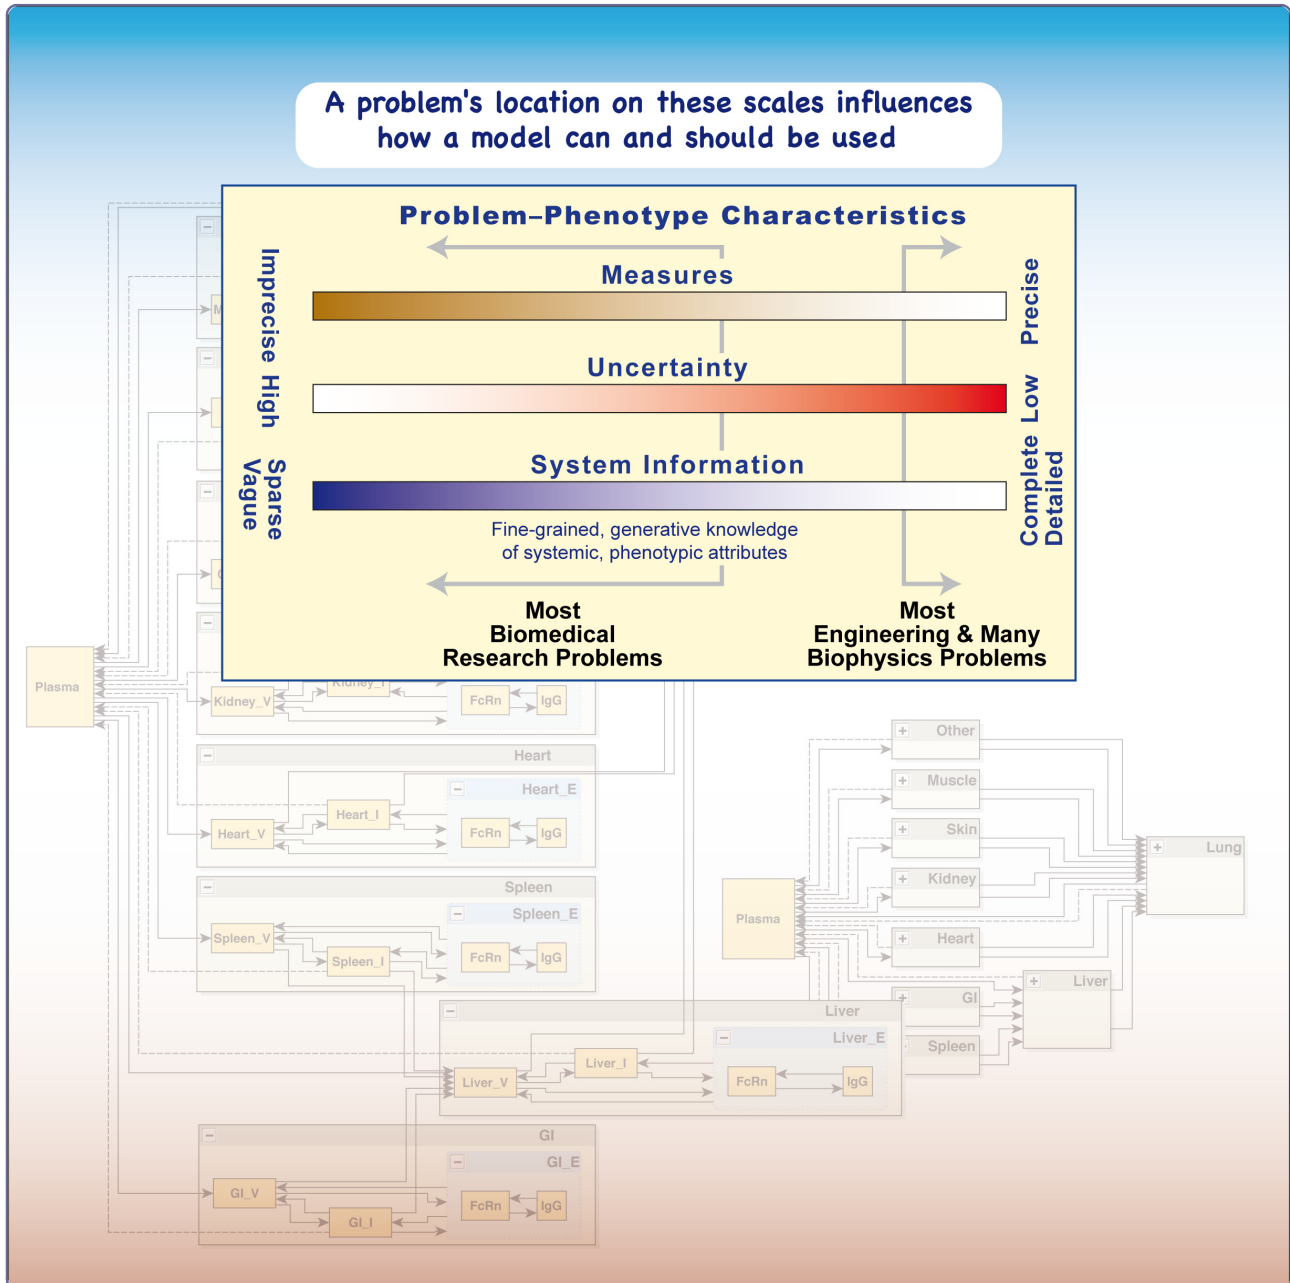 A problem's location on these scales influences
how a model can and should be used
Problem–Phenotype Characteristics
Imprecise
Measures
Precise
High
Uncertainty
Low
Sparse
Vague
System Information
Complete
Detailed
Fine-grained, generative knowledge
of systemic, phenotypic attributes
Most
Biomedical
Research Problems
Most
Engineering & Many
Biophysics Problems
Plasma
Kidney_V
Kidney_I
FcRn
IgG
Heart
Heart_E
Heart_V
Heart_I
FcRn
IgG
Spleen
Spleen_E
Spleen_V
Spleen_I
FcRn
IgG
Liver
Liver_E
Liver_V
Liver_I
FcRn
IgG
GI
GI_E
GI_V
GI_I
FcRn
IgG
Plasma
Other
Muscle
Skin
Kidney
Heart
GI
Spleen
Liver
Lung